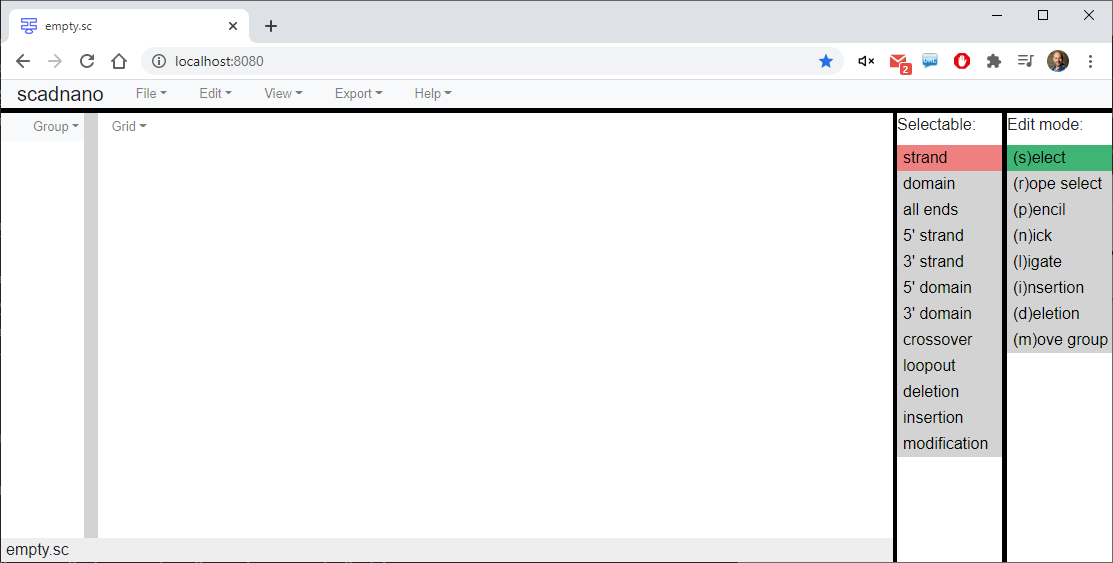 empty.sc
localhost:8080
2
scadnano File Edit View Export Help
Group Grid
Selectable:
strand
domain
all ends
5' strand
3' strand
5' domain
3' domain
crossover
loopout
deletion
insertion
modification
Edit mode:
(s)elect
(r)ope select
(p)encil
(n)ick
(l)igate
(i)nsertion
(d)eletion
(m)ove group
empty.sc